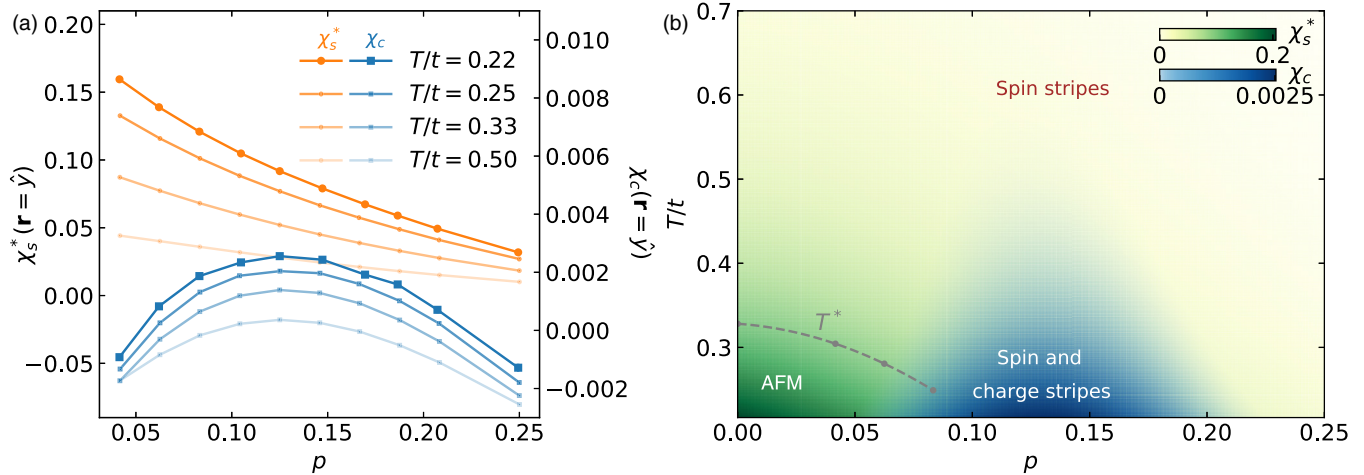 (a)
0.20
0.15
0.10
0.05
0.00
−0.05
χs*(r = ŷ)
χs* χc
T/t = 0.22
T/t = 0.25
T/t = 0.33
T/t = 0.50
0.010
0.008
0.006
0.004
0.002
0.000
−0.002
χc(r = ŷ)
0.05 0.10 0.15 0.20 0.25
p
(b)
0.7
0.6
0.5
0.4
0.3
T/t
χs*
0 0.2
χc
0 0.0025
Spin stripes
T*
AFM
Spin and
charge stripes
0.00 0.05 0.10 0.15 0.20 0.25
p